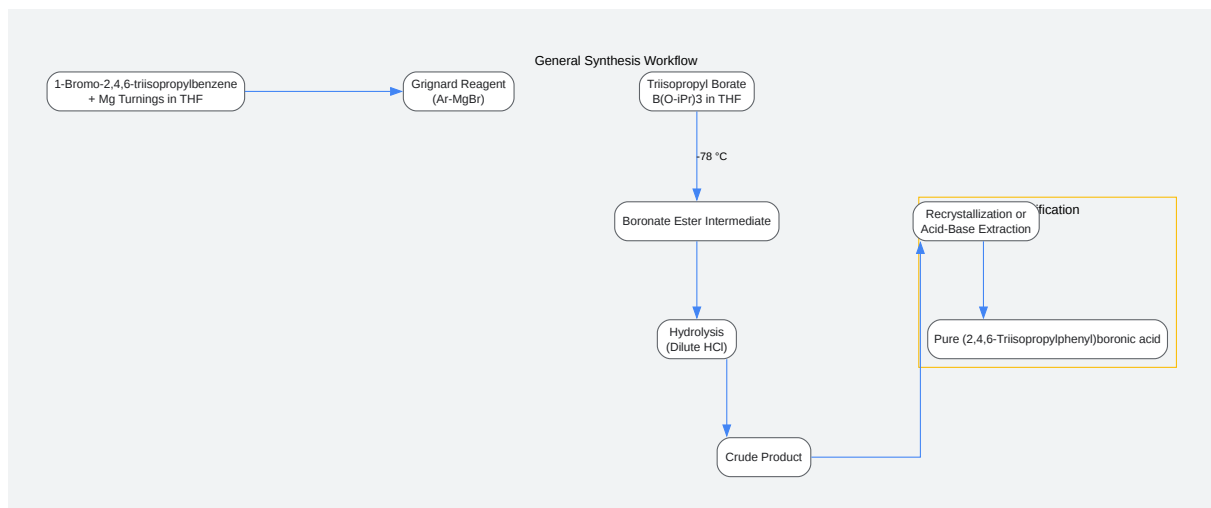 General Synthesis Workflow
1-Bromo-2,4,6-triisopropylbenzene
+ Mg Turnings in THF
Grignard Reagent
(Ar-MgBr)
Triisopropyl Borate
B(O-iPr)3 in THF
-78 °C
Boronate Ester Intermediate
Recrystallization or
Acid-Base Extraction
Hydrolysis
(Dilute HCl)
Pure (2,4,6-Triisopropylphenyl)boronic acid
Crude Product